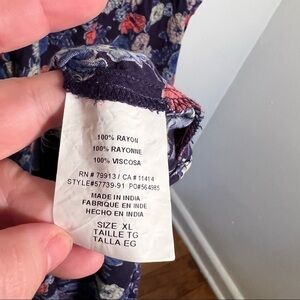 100% RAYON
100% RAYONNE
100% VISCOSA
RN # 79913 / CA # 11414
STYLE#57739-91 PO#564985
MADE IN INDIA
FABRIQUÉ EN INDE
HECHO EN INDIA
SIZE XL
TAILLE TG
TALLA EG